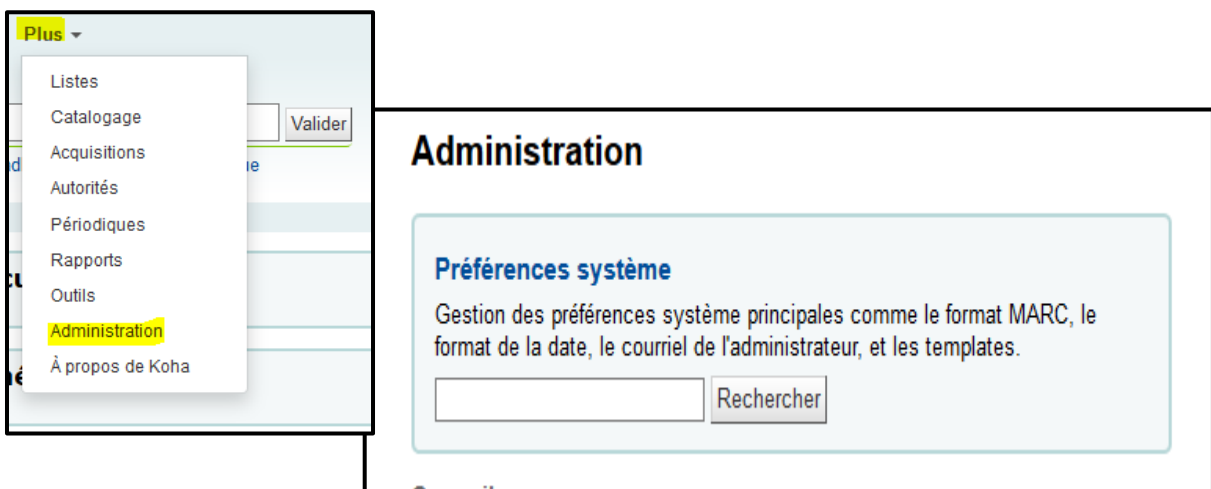 Plus
Listes
Catalogage
Valider
Acquisitions
Autorités
Périodiques
Rapports
Outils
Administration
À propos de Koha
Administration
Préférences système
Gestion des préférences système principales comme le format MARC, le
format de la date, le courriel de l'administrateur, et les templates.
Rechercher